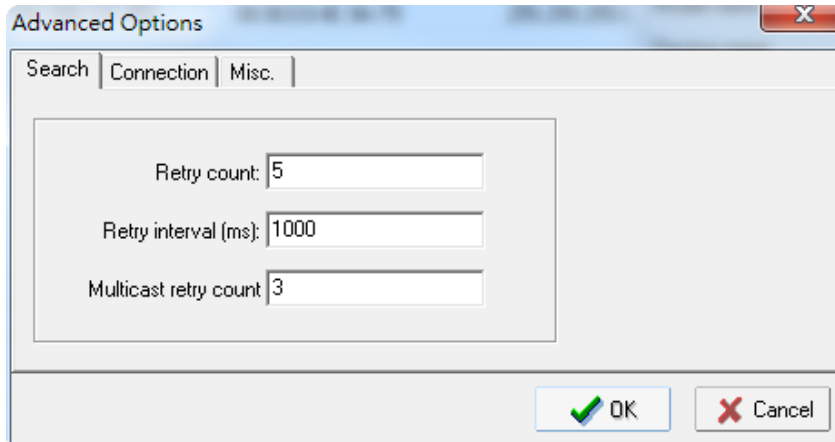 Advanced Options
Search Connection Misc.
Retry count: 5
Retry interval (ms): 1000
Multicast retry count 3
OK Cancel